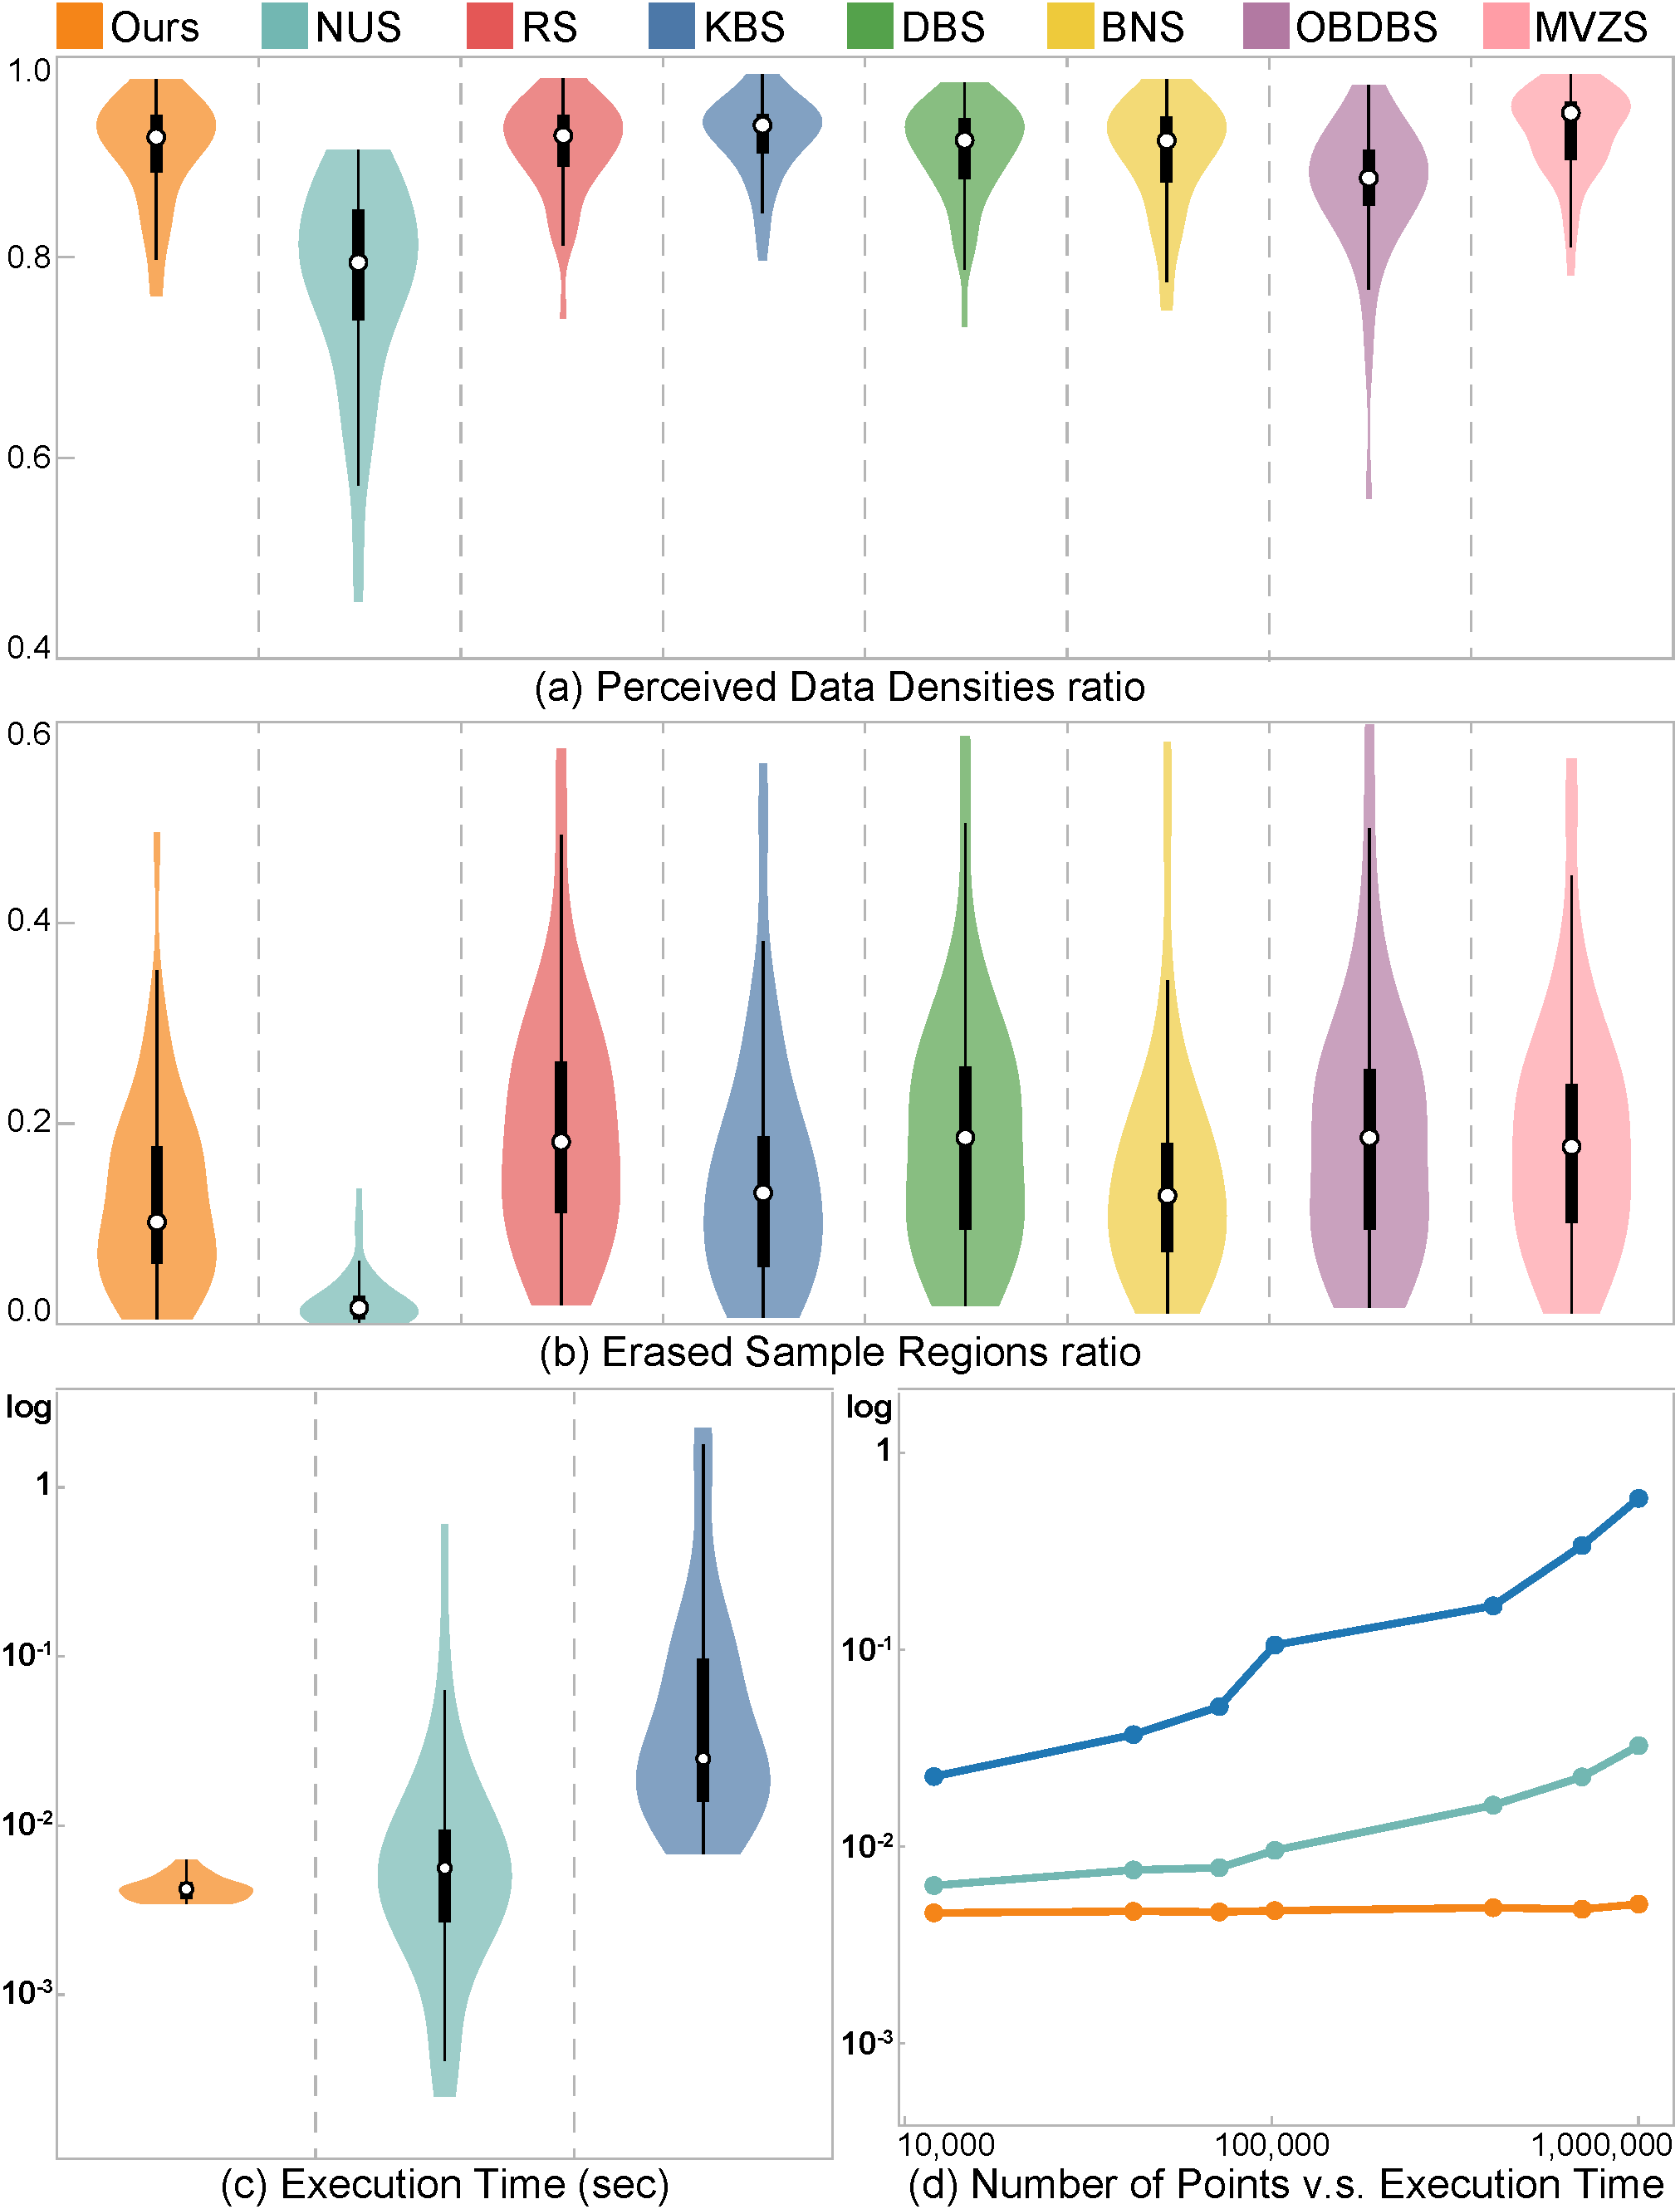 Ours NUS RS KBS DBS BNS OBDBS MVZS
1.0
0.8
0.6
0.4
(a) Perceived Data Densities ratio
0.6
0.4
0.2
0.0
(b) Erased Sample Regions ratio
log
1
10⁻¹
10⁻²
10⁻³
(c) Execution Time (sec)
log
1
10⁻¹
10⁻²
10⁻³
10,000 100,000 1,000,000
(d) Number of Points v.s. Execution Time